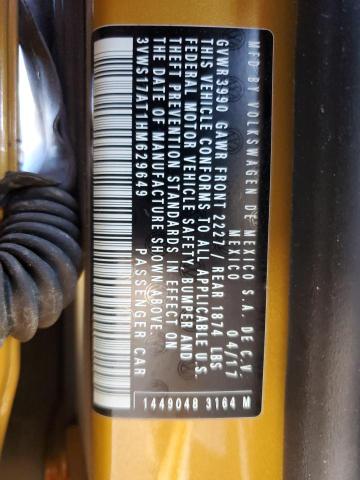 MFD BY VOLKSWAGEN DE MEXICO S.A. DE C.V.
MEXICO 04/17
GVWR3990 GAWR FRONT 2227 / REAR 1874 LBS
THIS VEHICLE CONFORMS TO ALL APPLICABLE U.S.
FEDERAL MOTOR VEHICLE SAFETY, BUMPER AND
THEFT PREVENTION STANDARDS IN EFFECT ON
THE DATE OF MANUFACTURE SHOWN ABOVE.
3VWS17AT1HM629649 PASSENGER CAR
1449048 3164 M